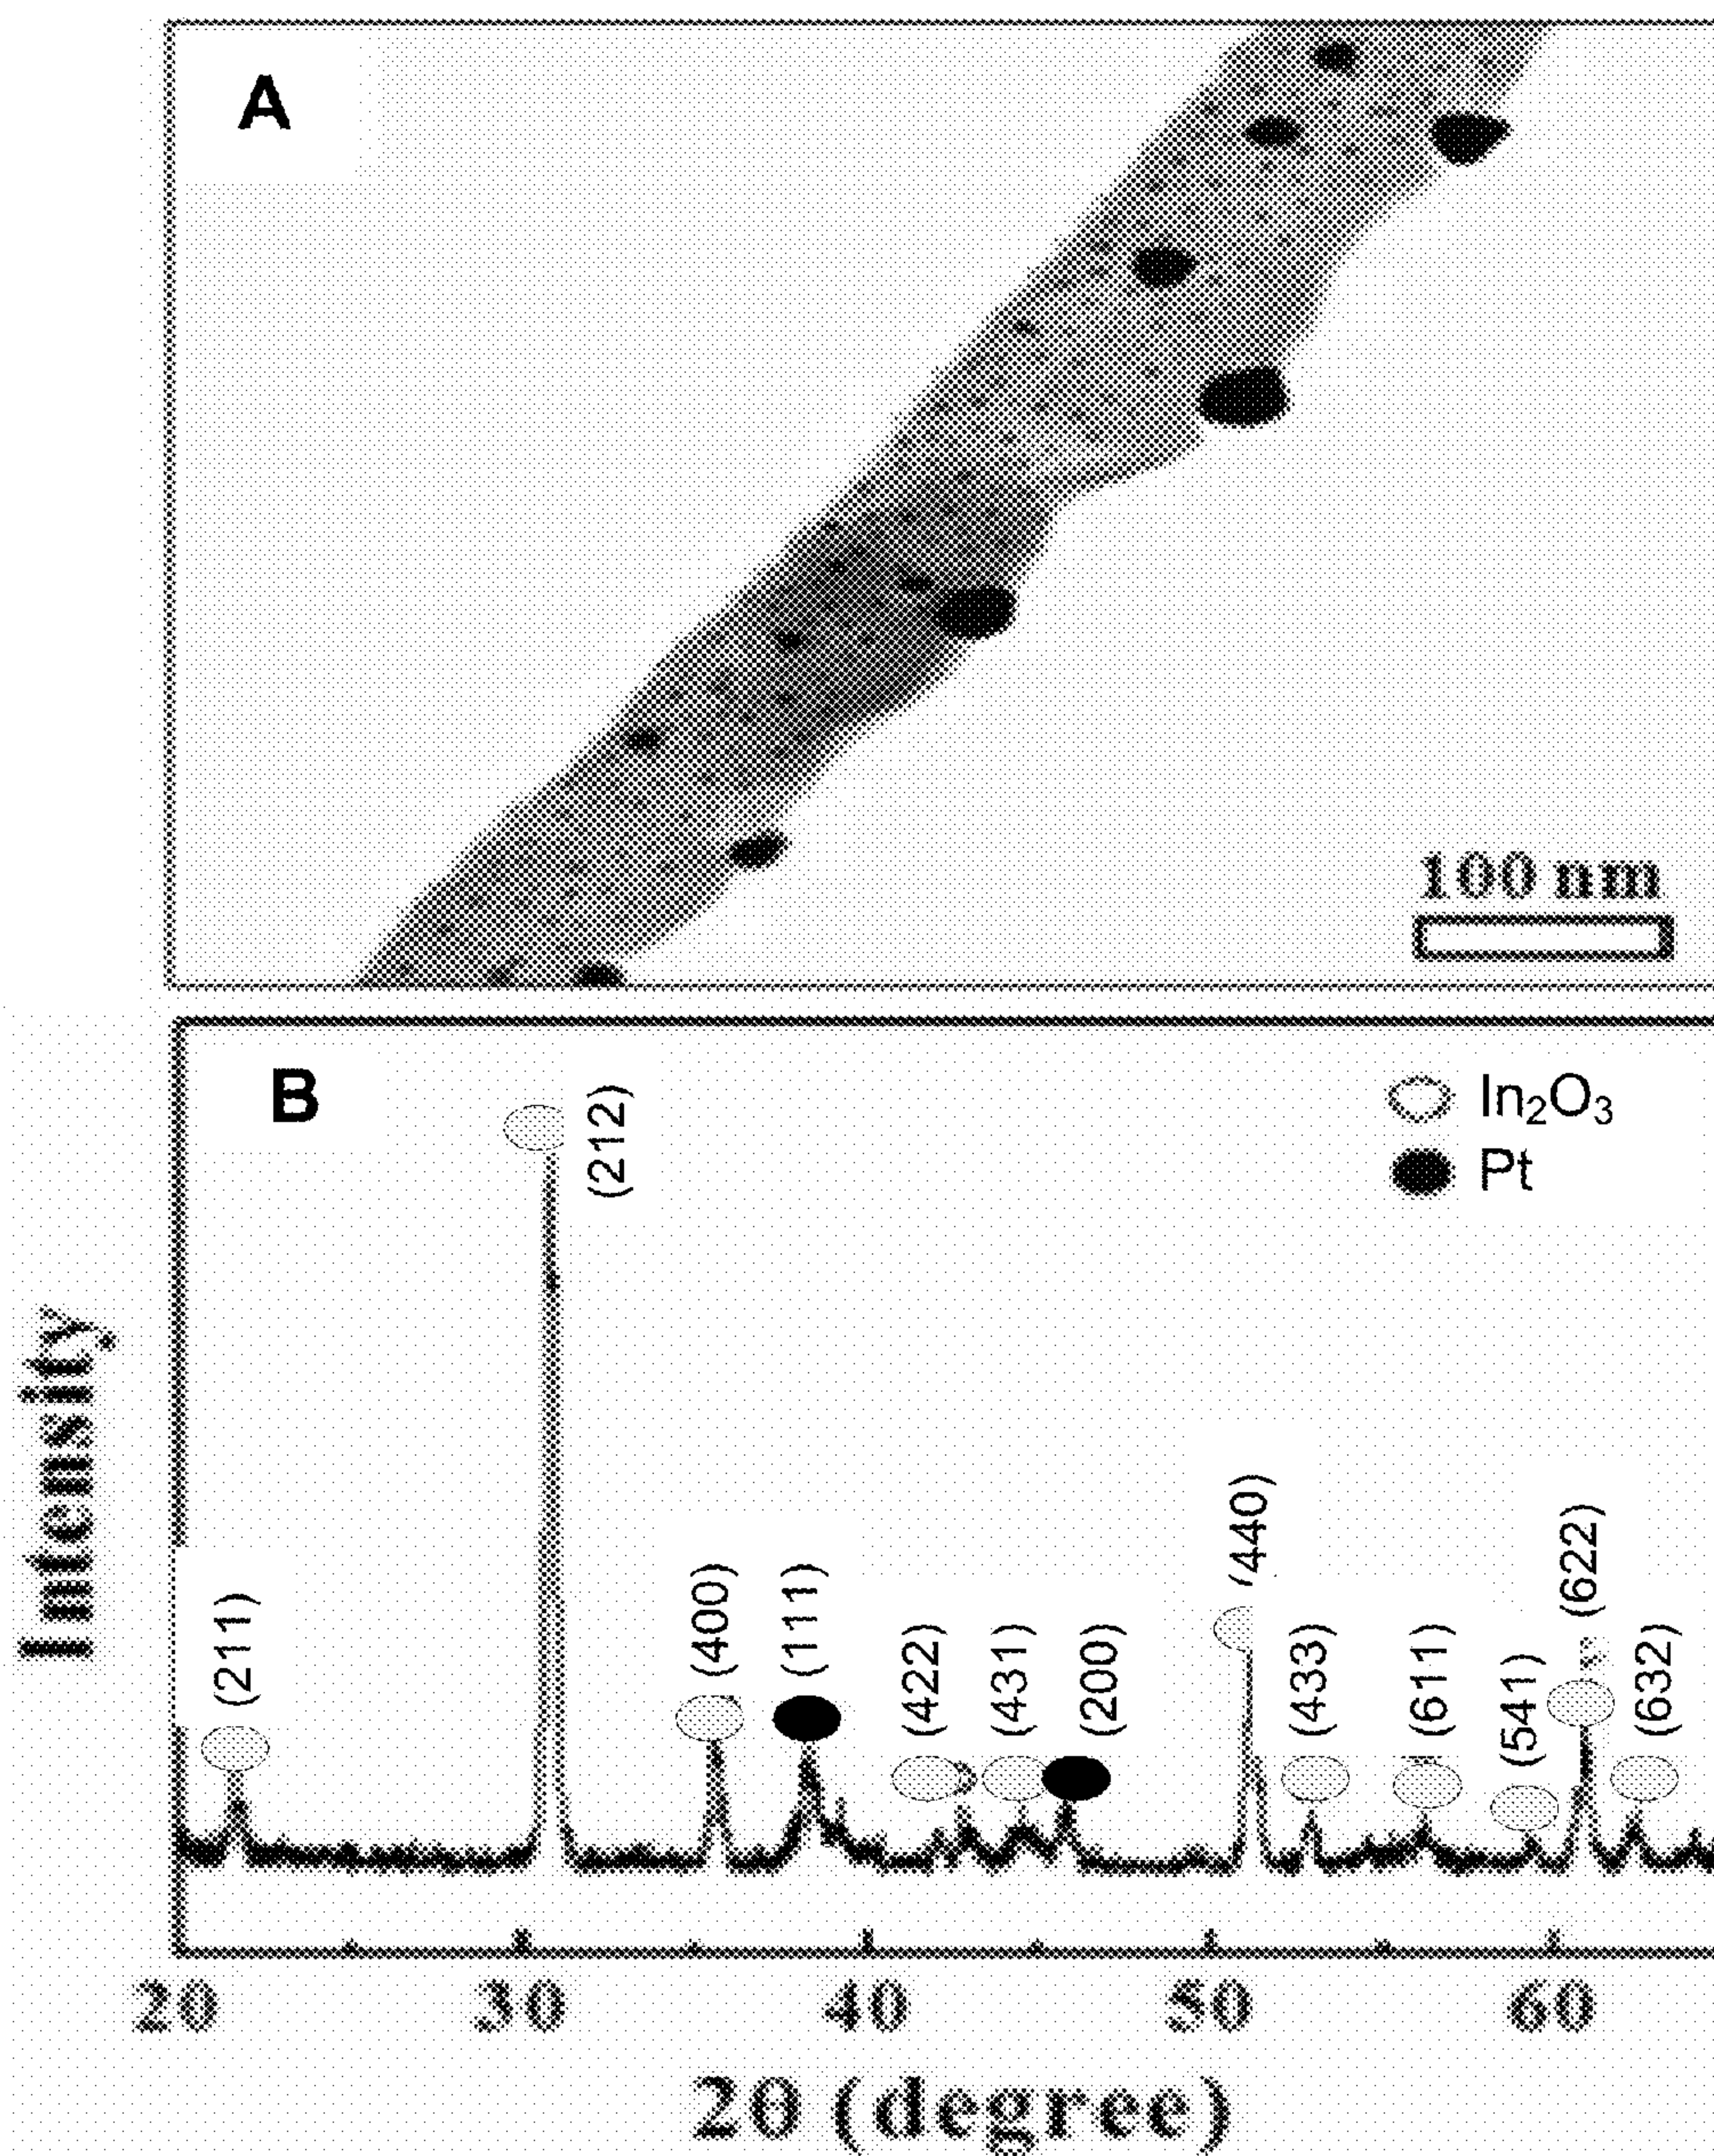 A
100 nm
B
In₂O₃
Pt
(211)
(212)
(400)
(111)
(422)
(431)
(200)
(440)
(433)
(611)
(541)
(622)
(632)
Intensity
20 30 40 50 60
2θ (degree)